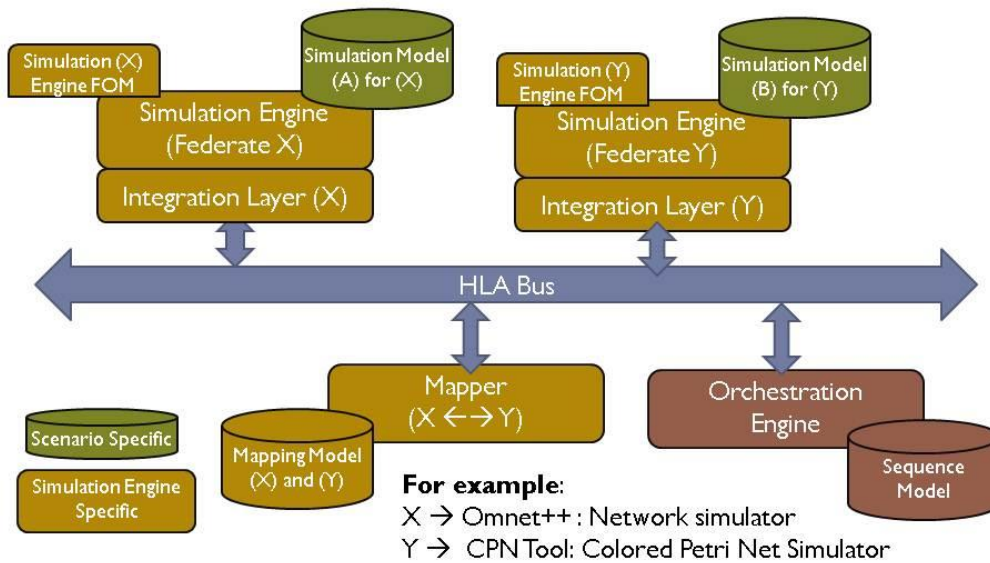 Simulation (X)
Engine FOM
Simulation Model
(A) for (X)
Simulation Engine
(Federate X)
Integration Layer (X)
Simulation (Y)
Engine FOM
Simulation Model
(B) for (Y)
Simulation Engine
(Federate Y)
Integration Layer (Y)
HLA Bus
Mapper
(X ←→ Y)
Mapping Model
(X) and (Y)
Orchestration
Engine
Sequence
Model
Scenario Specific
Simulation Engine
Specific
For example:
X → Omnet++ : Network simulator
Y → CPN Tool: Colored Petri Net Simulator